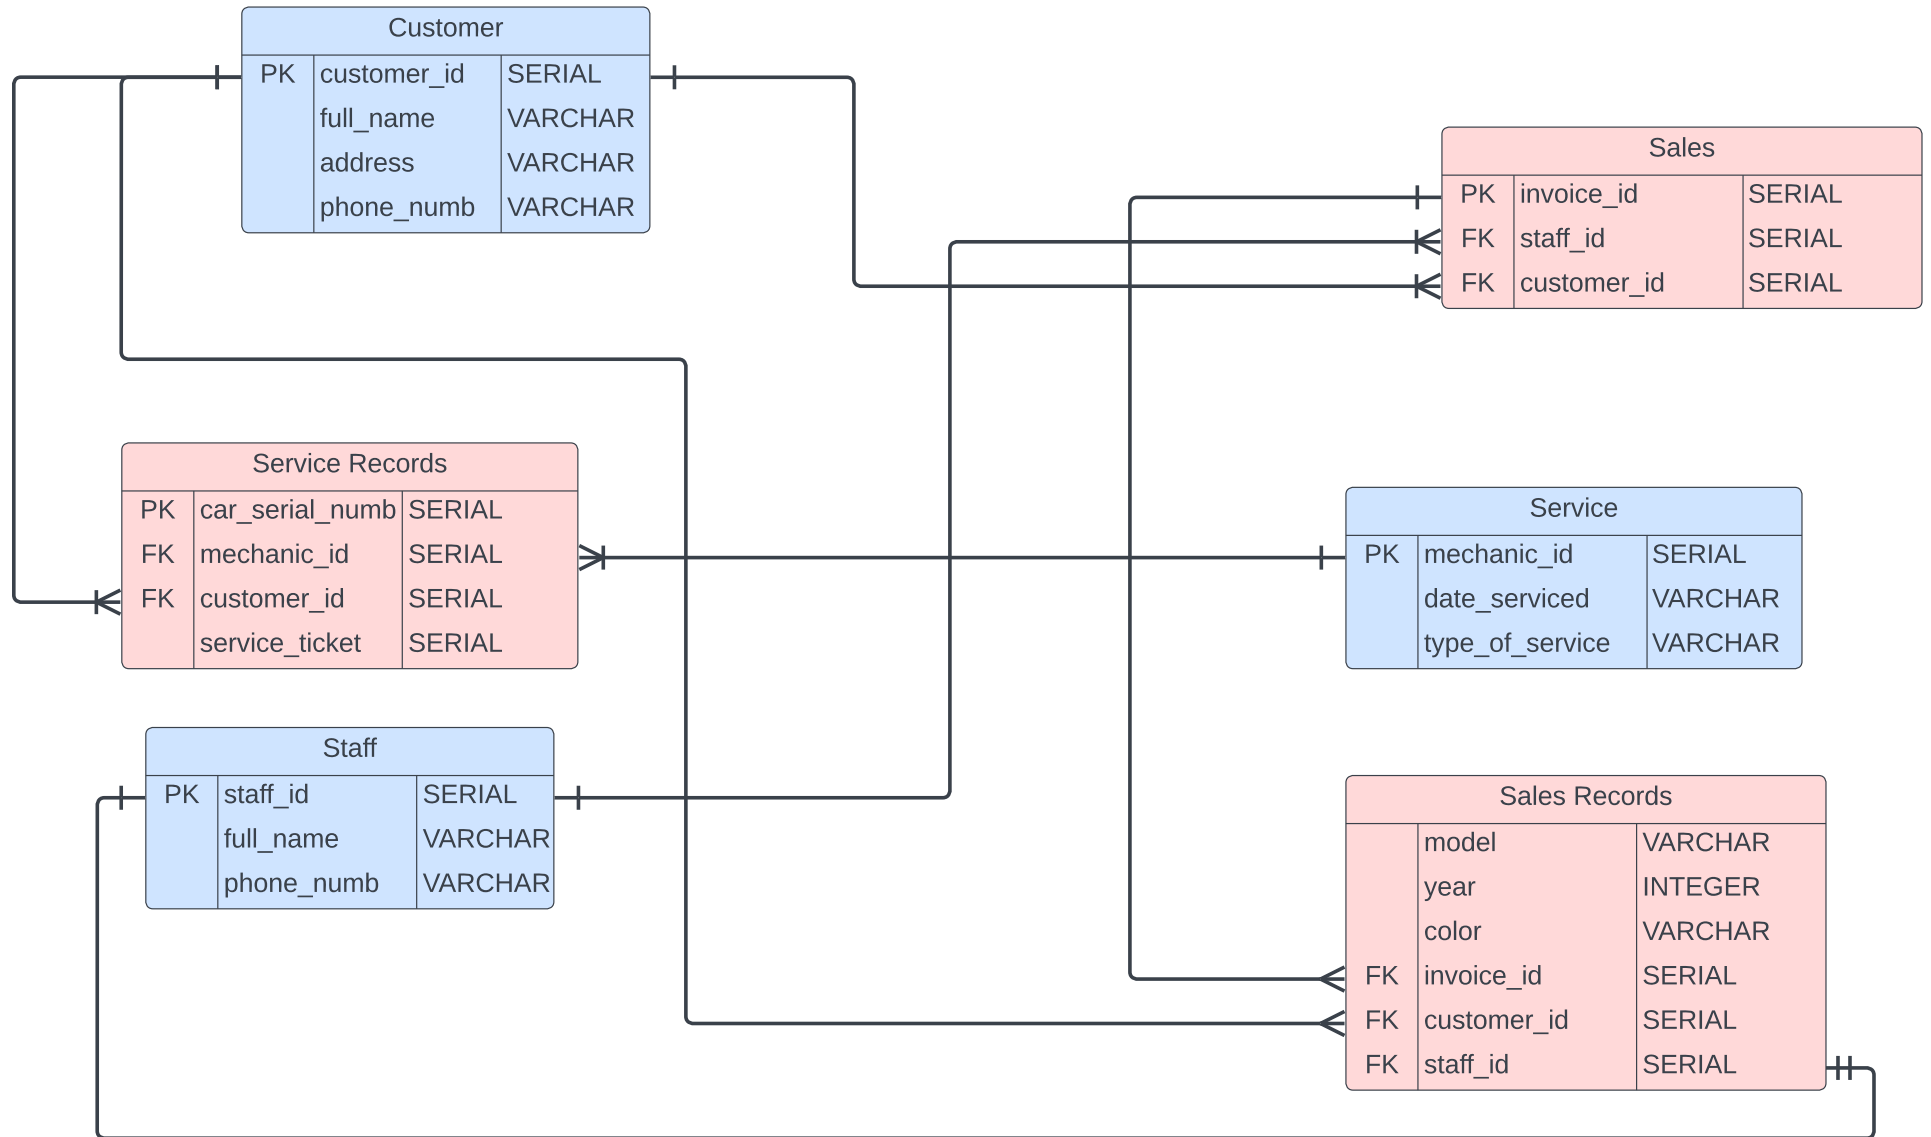 Customer
PK customer_id SERIAL
full_name VARCHAR
address VARCHAR
phone_numb VARCHAR
Sales
PK invoice_id SERIAL
FK staff_id SERIAL
FK customer_id SERIAL
Service Records
PK car_serial_numb SERIAL
FK mechanic_id SERIAL
FK customer_id SERIAL
service_ticket SERIAL
Service
PK mechanic_id SERIAL
date_serviced VARCHAR
type_of_service VARCHAR
Staff
PK staff_id SERIAL
full_name VARCHAR
phone_numb VARCHAR
Sales Records
model VARCHAR
year INTEGER
color VARCHAR
FK invoice_id SERIAL
FK customer_id SERIAL
FK staff_id SERIAL